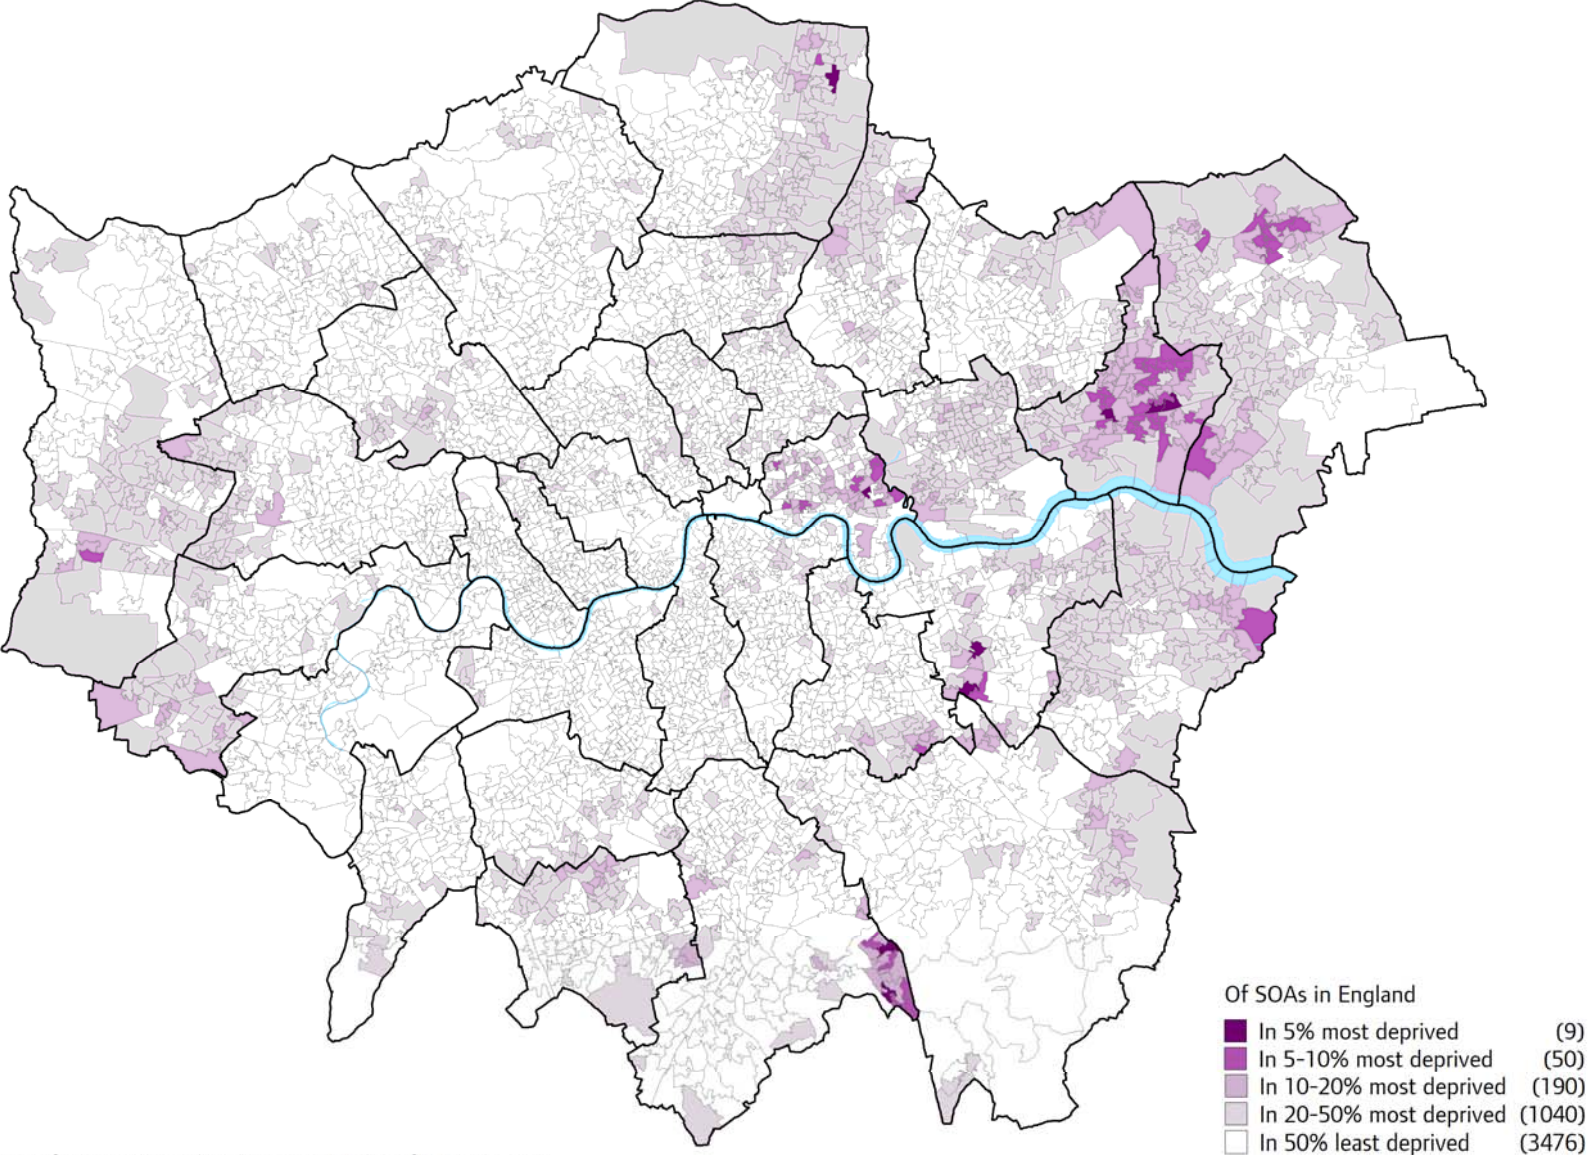 Of SOAs in England
In 5% most deprived (9)
In 5-10% most deprived (50)
In 10-20% most deprived (190)
In 20-50% most deprived (1040)
In 50% least deprived (3476)